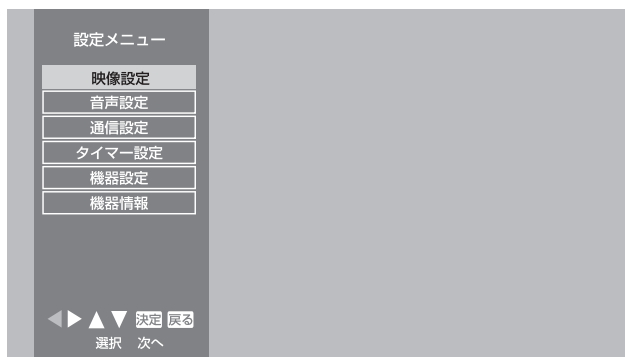 設定メニュー
映像設定
音声設定
通信設定
タイマー設定
機器設定
機器情報
決定 戻る
選択 次へ